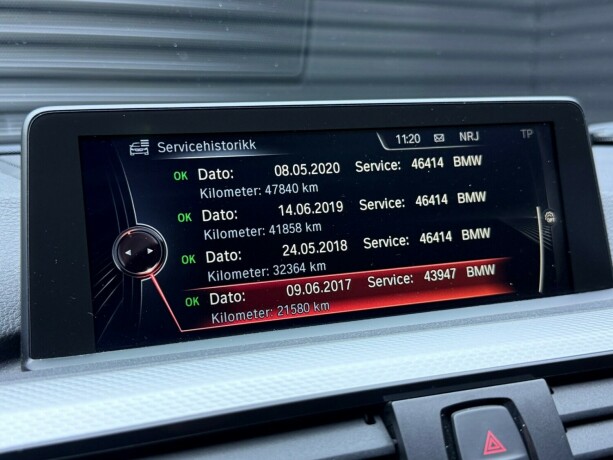 Servicehistorikk 11:20 NRJ TP
OK Dato: 08.05.2020 Service: 46414 BMW
Kilometer: 47840 km
OK Dato: 14.06.2019 Service: 46414 BMW
Kilometer: 41858 km
OK Dato: 24.05.2018 Service: 46414 BMW
Kilometer: 32364 km
OK Dato: 09.06.2017 Service: 43947 BMW
Kilometer: 21580 km